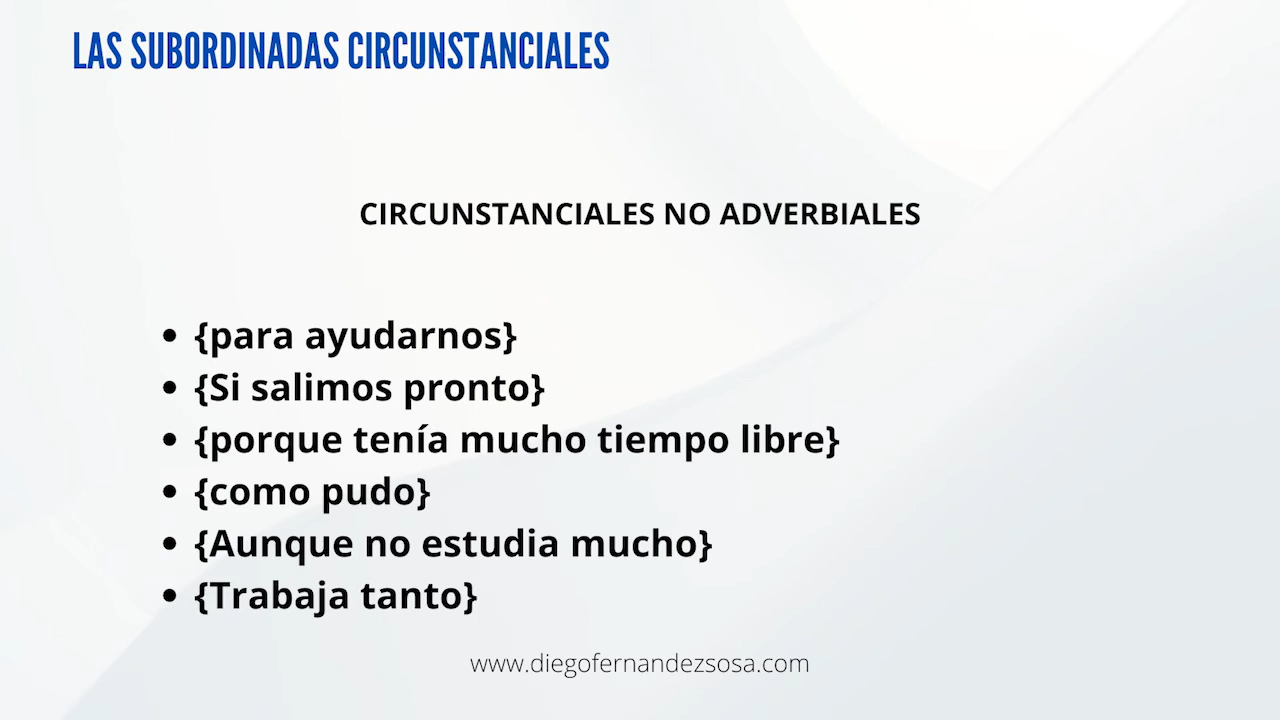 LAS SUBORDINADAS CIRCUNSTANCIALES
CIRCUNSTANCIALES NO ADVERBIALES
• {para ayudarnos}
• {Si salimos pronto}
• {porque tenía mucho tiempo libre}
• {como pudo}
• {Aunque no estudia mucho}
• {Trabaja tanto}
www.diegofernandezsosa.com